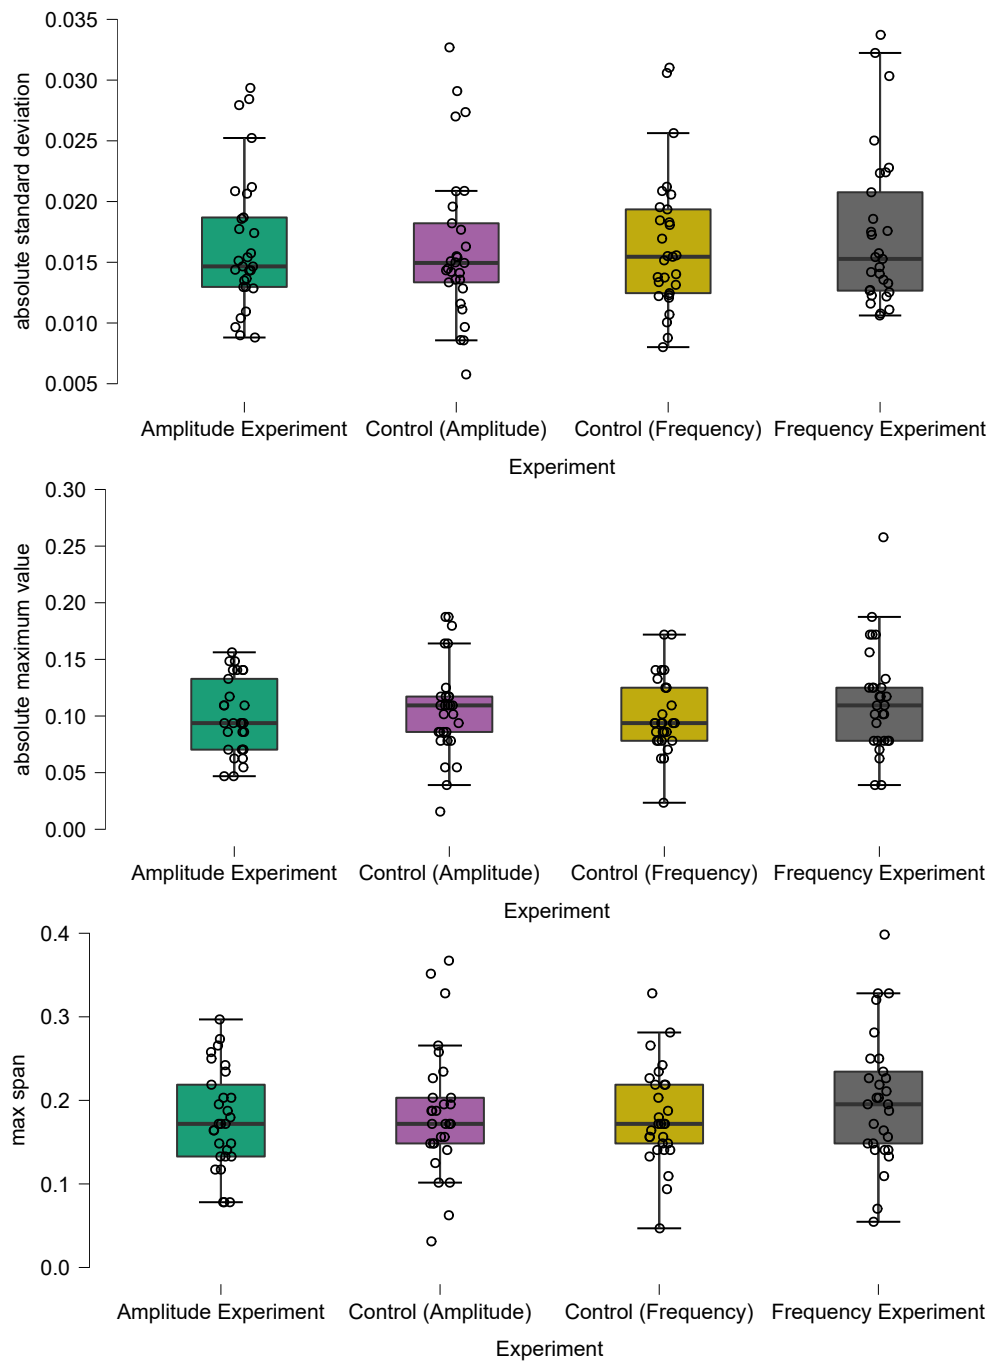 absolute standard deviation
0.035
0.030
0.025
0.020
0.015
0.010
0.005
Amplitude Experiment Control (Amplitude) Control (Frequency) Frequency Experiment
Experiment
absolute maximum value
0.30
0.25
0.20
0.15
0.10
0.05
0.00
Amplitude Experiment Control (Amplitude) Control (Frequency) Frequency Experiment
Experiment
max span
0.4
0.3
0.2
0.1
0.0
Amplitude Experiment Control (Amplitude) Control (Frequency) Frequency Experiment
Experiment